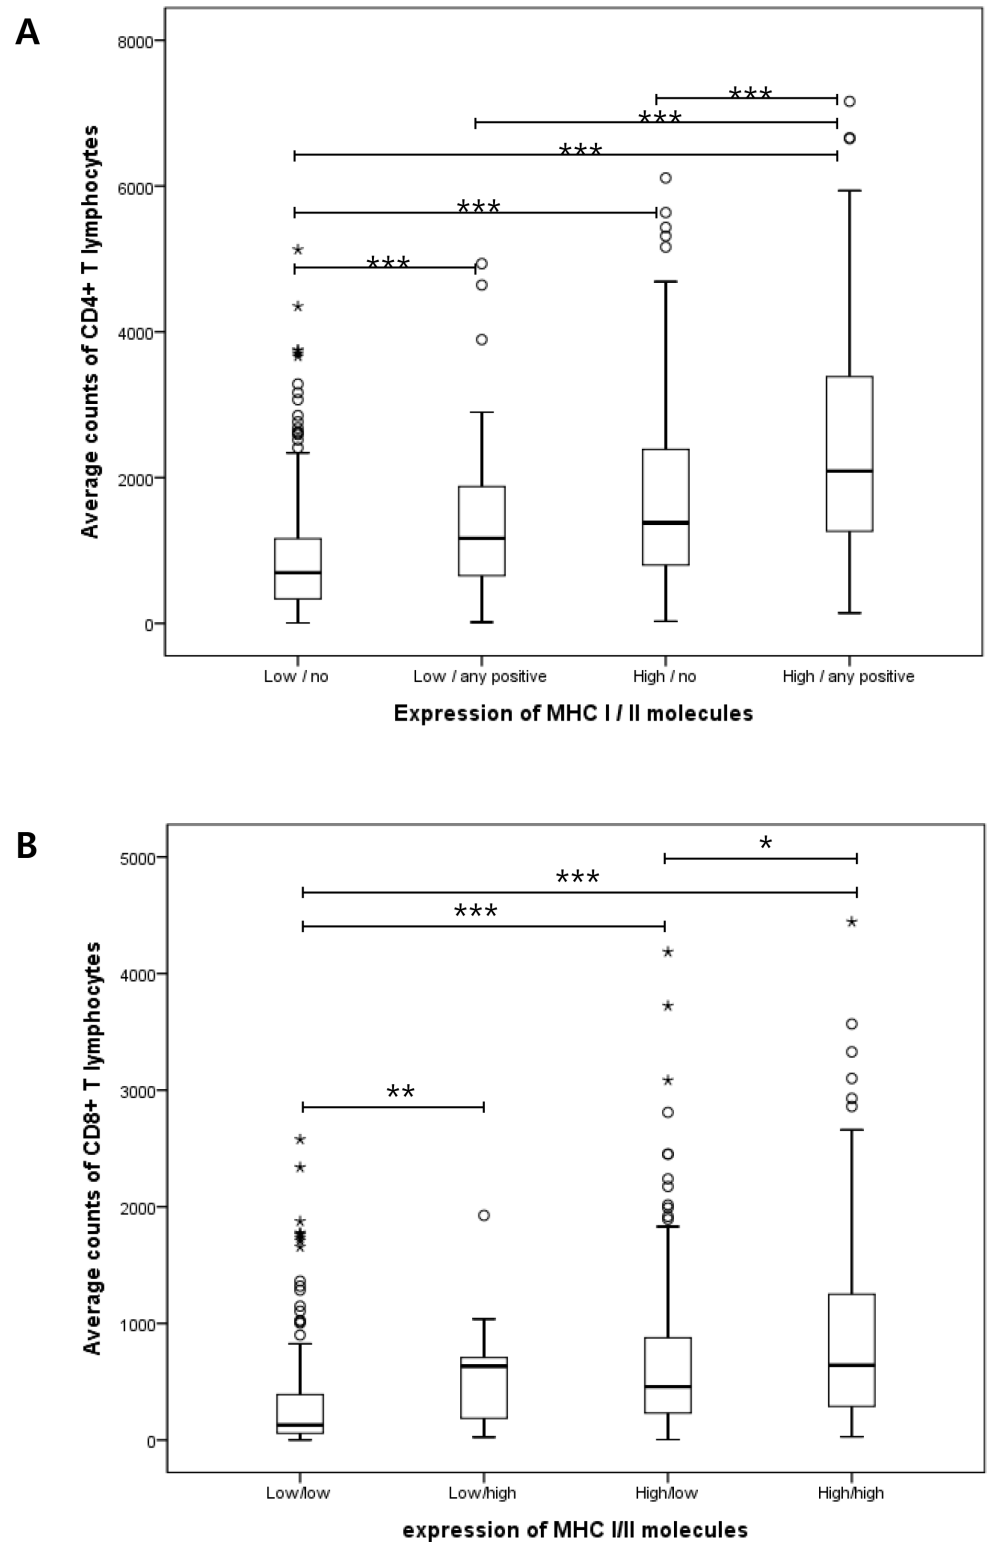 A
8000
6000
4000
2000
0
Average counts of CD4+ T lymphocytes
***
***
***
***
***
Low / no
Low / any positive
High / no
High / any positive
Expression of MHC I / II molecules
B
5000
4000
3000
2000
1000
0
Average counts of CD8+ T lymphocytes
*
***
***
**
Low/low
Low/high
High/low
High/high
expression of MHC I/II molecules